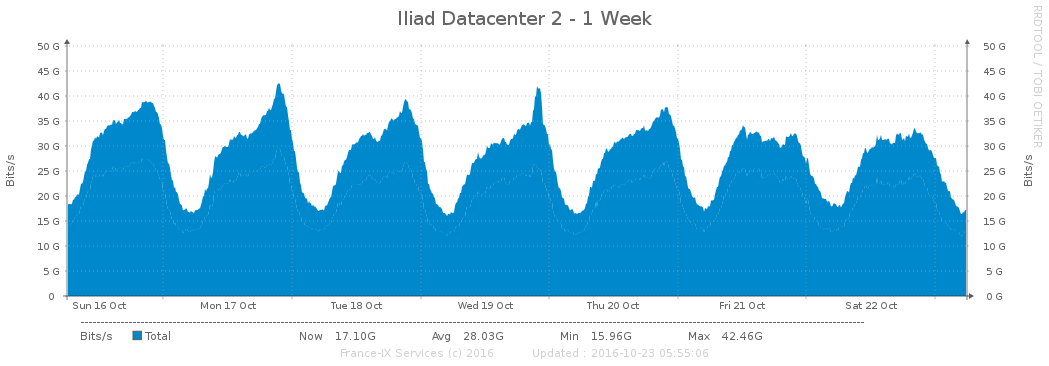 Iliad Datacenter 2 - 1 Week
RRDTOOL / TOBI OETIKER
50 G 50 G
45 G 45 G
40 G 40 G
35 G 35 G
30 G 30 G
25 G 25 G
20 G 20 G
15 G 15 G
10 G 10 G
5 G 5 G
0 0 G
Bits/s
Bits/s
Sun 16 Oct Mon 17 Oct Tue 18 Oct Wed 19 Oct Thu 20 Oct Fri 21 Oct Sat 22 Oct
Bits/s Total Now 17.10G Avg 28.03G Min 15.96G Max 42.46G
France-IX Services (c) 2016 Updated : 2016-10-23 05:55:06